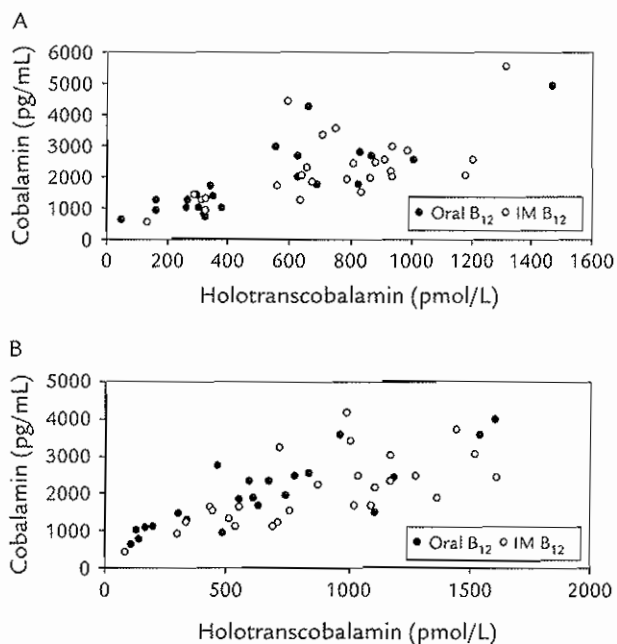 A
6000
5000
4000
3000
2000
1000
0
Cobalamin (pg/mL)
● Oral B₁₂ ○ IM B₁₂
0 200 400 600 800 1000 1200 1400 1600
Holotranscobalamin (pmol/L)
B
5000
4000
3000
2000
1000
0
Cobalamin (pg/mL)
● Oral B₁₂ ○ IM B₁₂
0 500 1000 1500 2000
Holotranscobalamin (pmol/L)